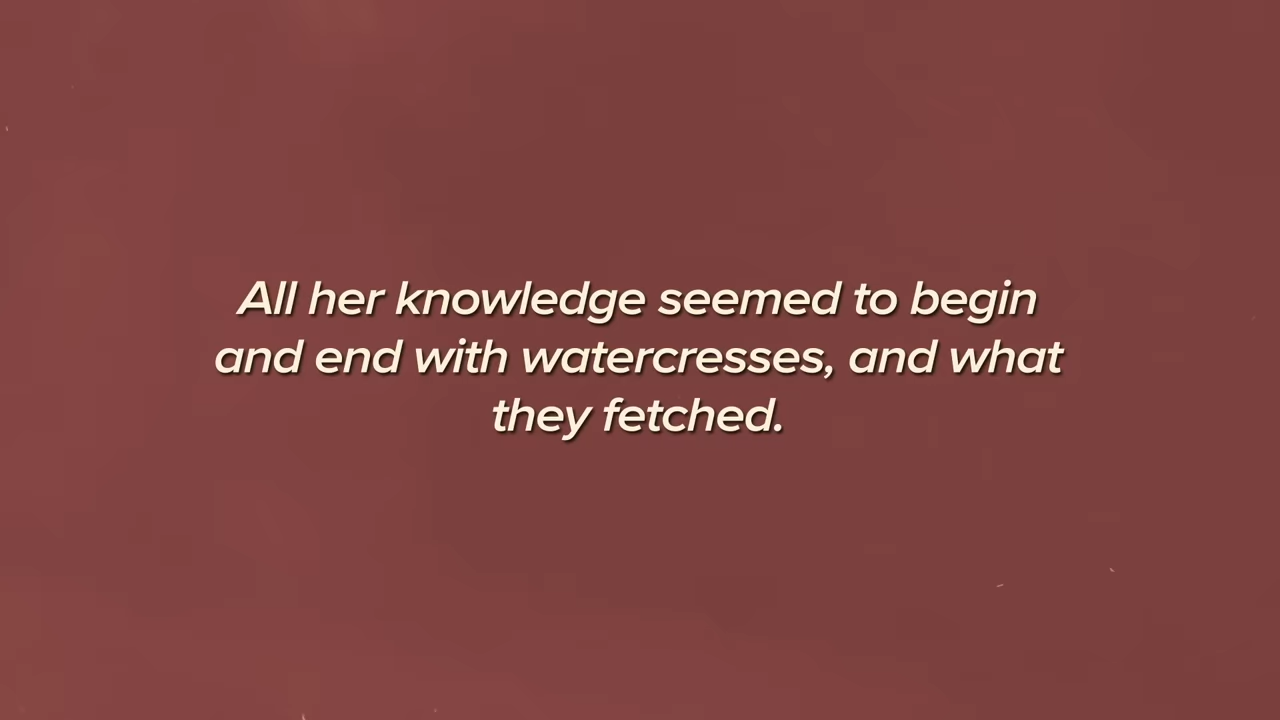 All her knowledge seemed to begin
and end with watercresses, and what
they fetched.